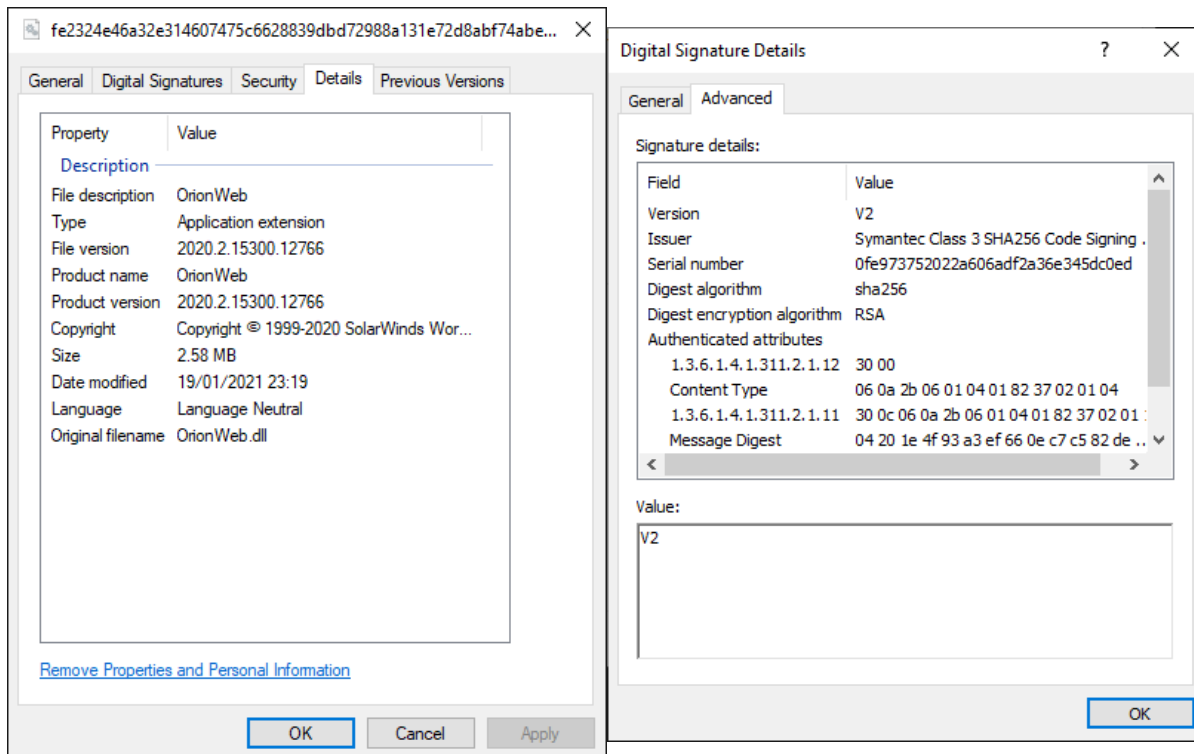 fe2324e46a32e314607475c6628839dbd72988a131e72d8abf74abe...
General Digital Signatures Security Details Previous Versions
Property Value
Description
File description OrionWeb
Type Application extension
File version 2020.2.15300.12766
Product name OrionWeb
Product version 2020.2.15300.12766
Copyright Copyright © 1999-2020 SolarWinds Wor...
Size 2.58 MB
Date modified 19/01/2021 23:19
Language Language Neutral
Original filename OrionWeb.dll
Remove Properties and Personal Information
OK Cancel Apply
Digital Signature Details ?
General Advanced
Signature details:
Field Value
Version V2
Issuer Symantec Class 3 SHA256 Code Signing .
Serial number 0fe973752022a606adf2a36e345dc0ed
Digest algorithm sha256
Digest encryption algorithm RSA
Authenticated attributes
1.3.6.1.4.1.311.2.1.12 30 00
Content Type 06 0a 2b 06 01 04 01 82 37 02 01 04
1.3.6.1.4.1.311.2.1.11 30 0c 06 0a 2b 06 01 04 01 82 37 02 01
Message Digest 04 20 1e 4f 93 a3 ef 66 0e c7 c5 82 de ..
Value:
V2
OK